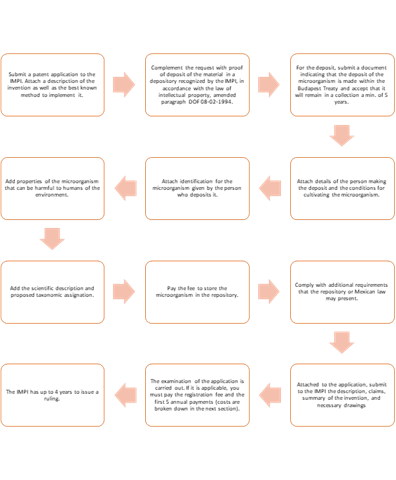 Submit a patent application to the
IMPI. Attach a description of the
invention as well as the best known
method to implement it.
Complement the request with proof
of deposit of the material in a
depository recognized by the IMPI, in
accordance with the law of
intellectual property, amended
paragraph DOF 08-02-1994.
For the deposit, submit a document
indicating that the deposit of the
microorganism is made within the
Budapest Treaty and accept that it
will remain in a collection a min. of 5
years.
Attach details of the person making
the deposit and the conditions for
cultivating the microorganism.
Attach identification for the
microorganism given by the person
who deposits it.
Add properties of the microorganism
that can be harmful to humans of the
environment.
Add the scientific description and
proposed taxonomic assignation.
Pay the fee to store the
microorganism in the repository.
Comply with additional requirements
that the repository or Mexican law
may present.
Attached to the application, submit
to the IMPI the description, claims,
summary of the invention, and
necessary drawings
The examination of the application is
carried out. If it is applicable, you
must pay the registration fee and the
first 5 annual payments (costs are
broken down in the next section).
The IMPI has up to 4 years to issue a
ruling.